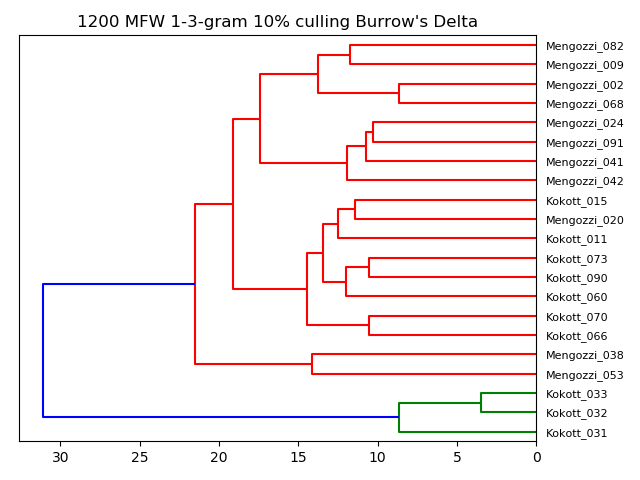 1200 MFW 1-3-gram 10% culling Burrow's Delta
Mengozzi_082
Mengozzi_009
Mengozzi_002
Mengozzi_068
Mengozzi_024
Mengozzi_091
Mengozzi_041
Mengozzi_042
Kokott_015
Mengozzi_020
Kokott_011
Kokott_073
Kokott_090
Kokott_060
Kokott_070
Kokott_066
Mengozzi_038
Mengozzi_053
Kokott_033
Kokott_032
Kokott_031
30 25 20 15 10 5 0